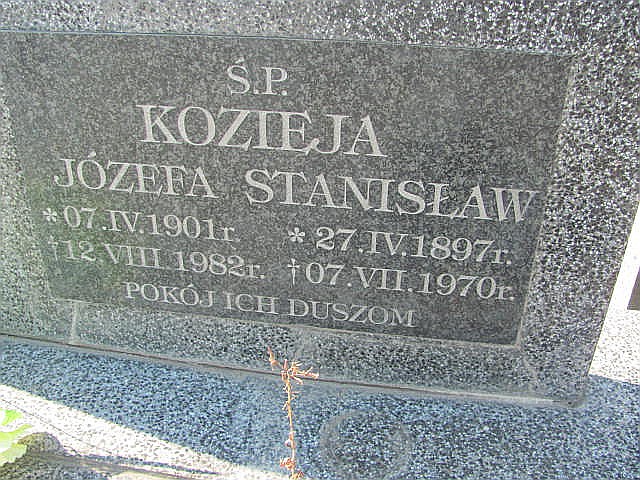 Ś.P.
KOZIEJA
JÓZEFA STANISŁAW
*07.IV.1901r. *27.IV.1897r.
†12.VIII.1982r. †07.VII.1970r.
POKÓJ ICH DUSZOM